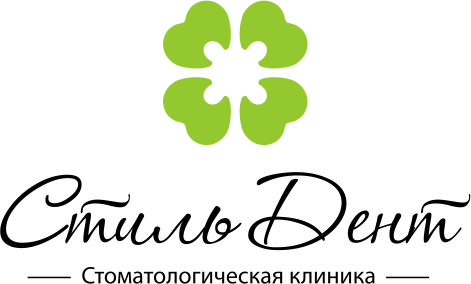 Стиль Дент
Стоматологическая клиника